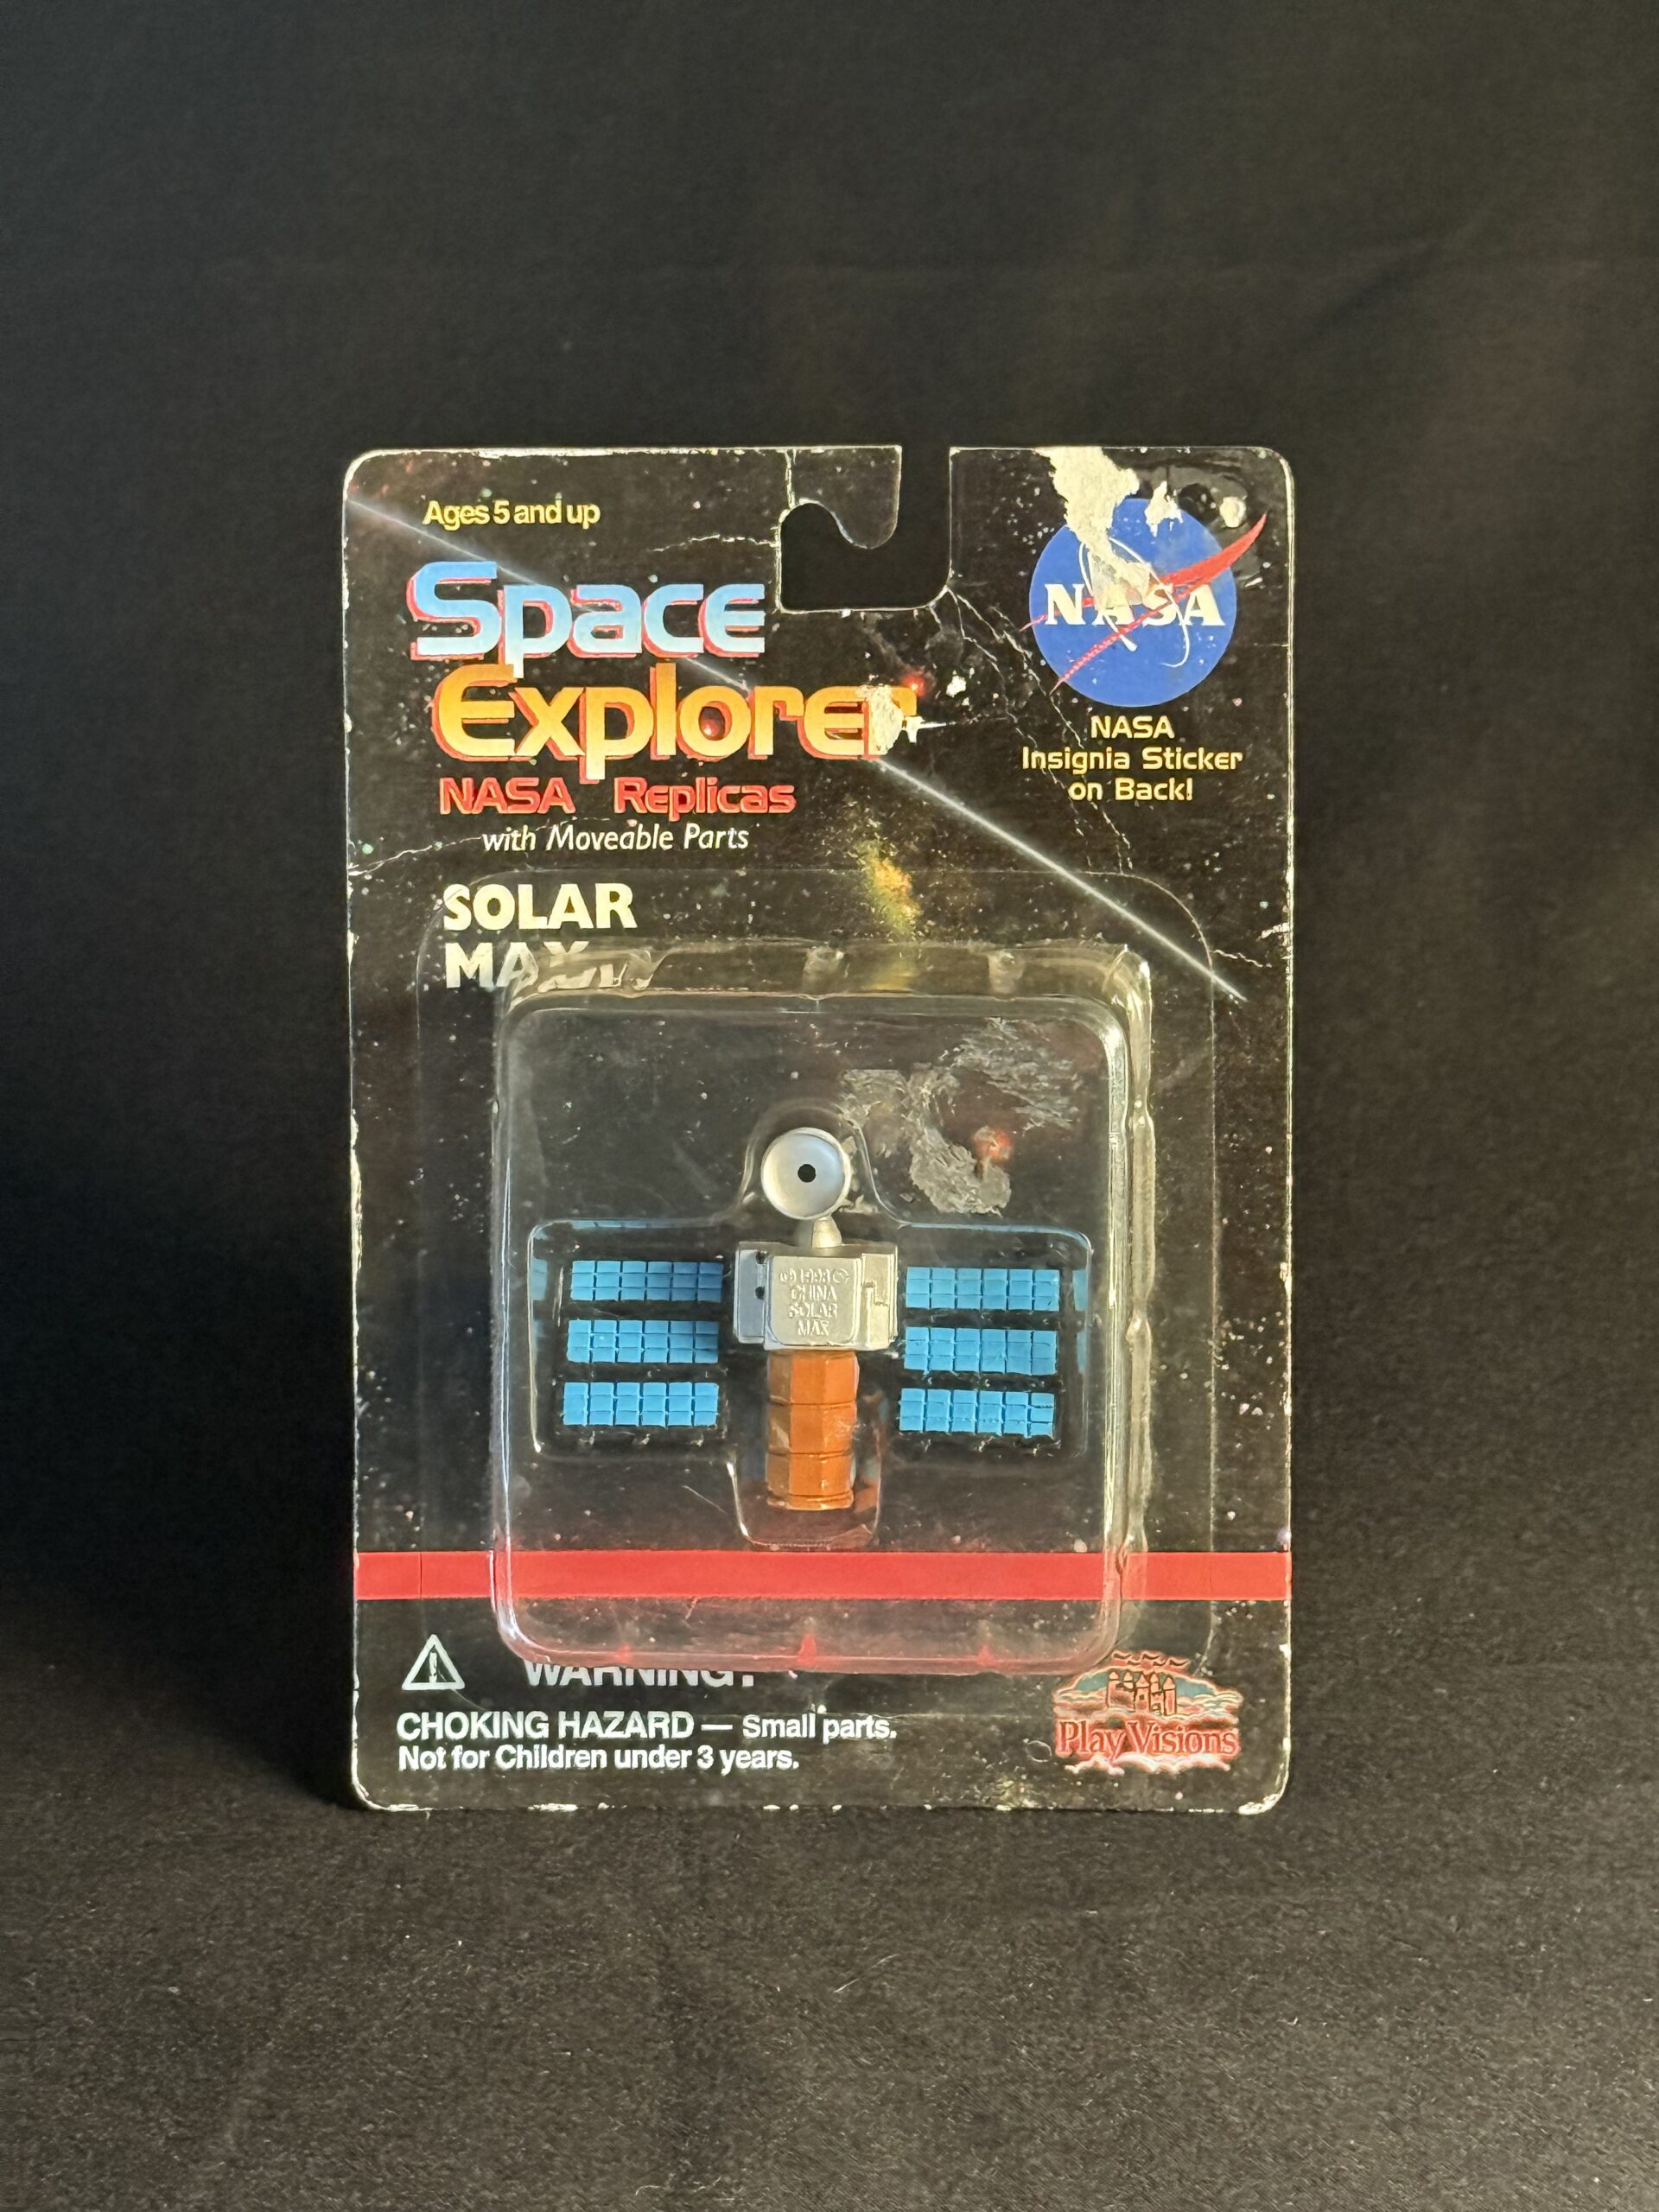 Ages 5 and up
Space
Explorer
NASA Replicas
with Moveable Parts
NASA
NASA
Insignia Sticker
on Back!
SOLAR
MAX
CHINA
SOLAR
MAX
WARNING:
CHOKING HAZARD — Small parts.
Not for Children under 3 years.
Play Visions